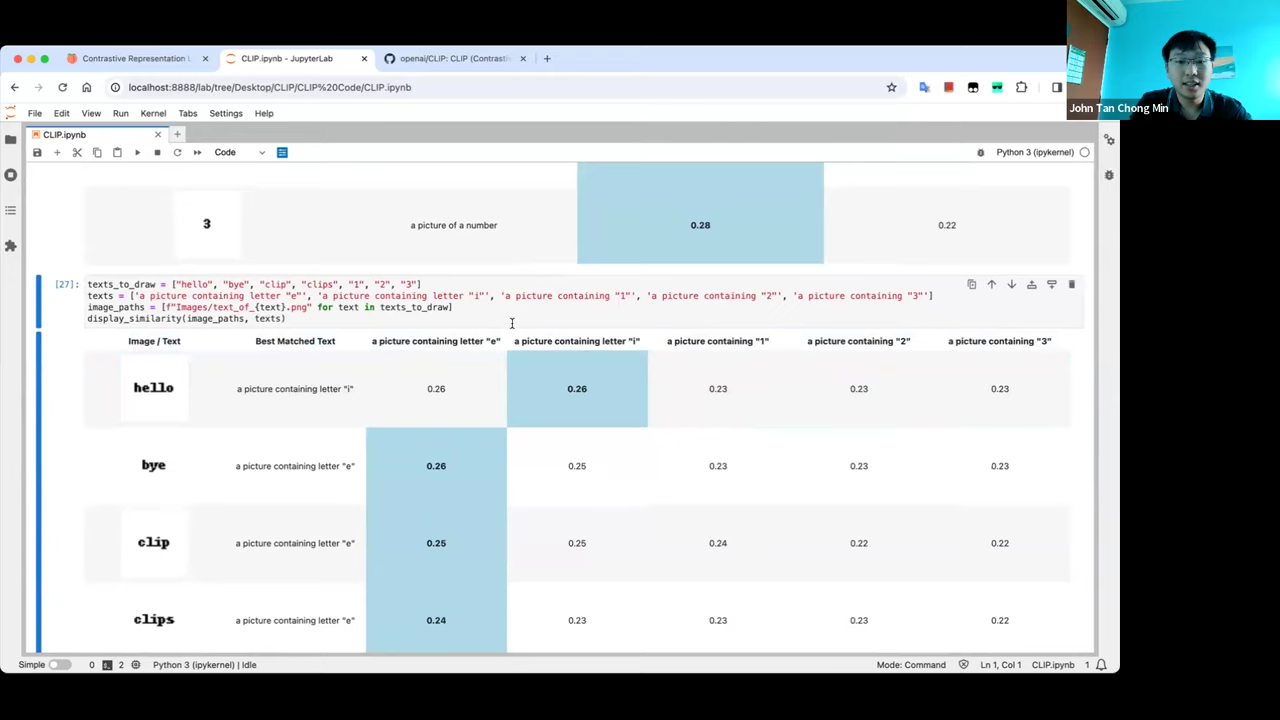 Contrastive Representation L
CLIP.ipynb - JupyterLab
openai/CLIP: CLIP (Contrasti
localhost:8888/lab/tree/Desktop/CLIP/CLIP%20Code/CLIP.ipynb
John Tan Chong Min
File Edit View Run Kernel Tabs Settings Help
CLIP.ipynb
Code
Python 3 (ipykernel)
3 a picture of a number 0.28 0.22
[27]: texts_to_draw = ["hello", "bye", "clip", "clips", "1", "2", "3"]
texts = ['a picture containing letter "e"', 'a picture containing letter "i"', 'a picture containing "1"', 'a picture containing "2"', 'a picture containing "3"']
image_paths = [f"Images/text_of_{text}.png" for text in texts_to_draw]
display_similarity(image_paths, texts)
Image / Text Best Matched Text a picture containing letter "e" a picture containing letter "i" a picture containing "1" a picture containing "2" a picture containing "3"
hello a picture containing letter "i" 0.26 0.26 0.23 0.23 0.23
bye a picture containing letter "e" 0.26 0.25 0.23 0.23 0.23
clip a picture containing letter "e" 0.25 0.25 0.24 0.22 0.22
clips a picture containing letter "e" 0.24 0.23 0.23 0.23 0.22
Simple 0 2 Python 3 (ipykernel) | Idle Mode: Command Ln 1, Col 1 CLIP.ipynb 1